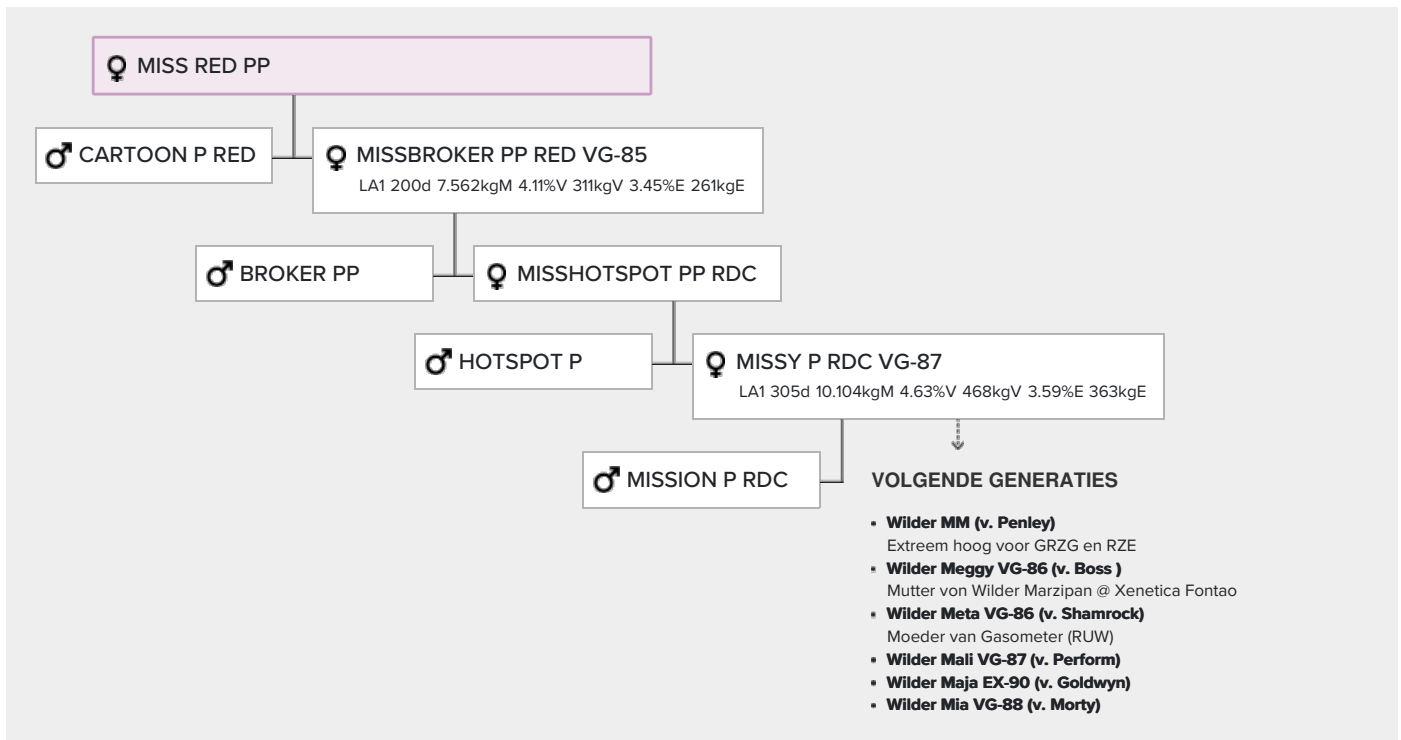 MISS RED PP
CARTOON P RED
MISSBROKER PP RED VG-85
LA1 200d 7.562kgM 4.11%V 311kgV 3.45%E 261kgE
BROKER PP
MISSHOTSPOT PP RDC
HOTSPOT P
MISSY P RDC VG-87
LA1 305d 10.104kgM 4.63%V 468kgV 3.59%E 363kgE
MISSION P RDC
VOLGENDE GENERATIES
• Wilder MM (v. Penley)
Extreem hoog voor GRZG en RZE
• Wilder Meggy VG-86 (v. Boss )
Mutter von Wilder Marzipan @ Xenetica Fontao
• Wilder Meta VG-86 (v. Shamrock)
Moeder van Gasometer (RUW)
• Wilder Mali VG-87 (v. Perform)
• Wilder Maja EX-90 (v. Goldwyn)
• Wilder Mia VG-88 (v. Morty)